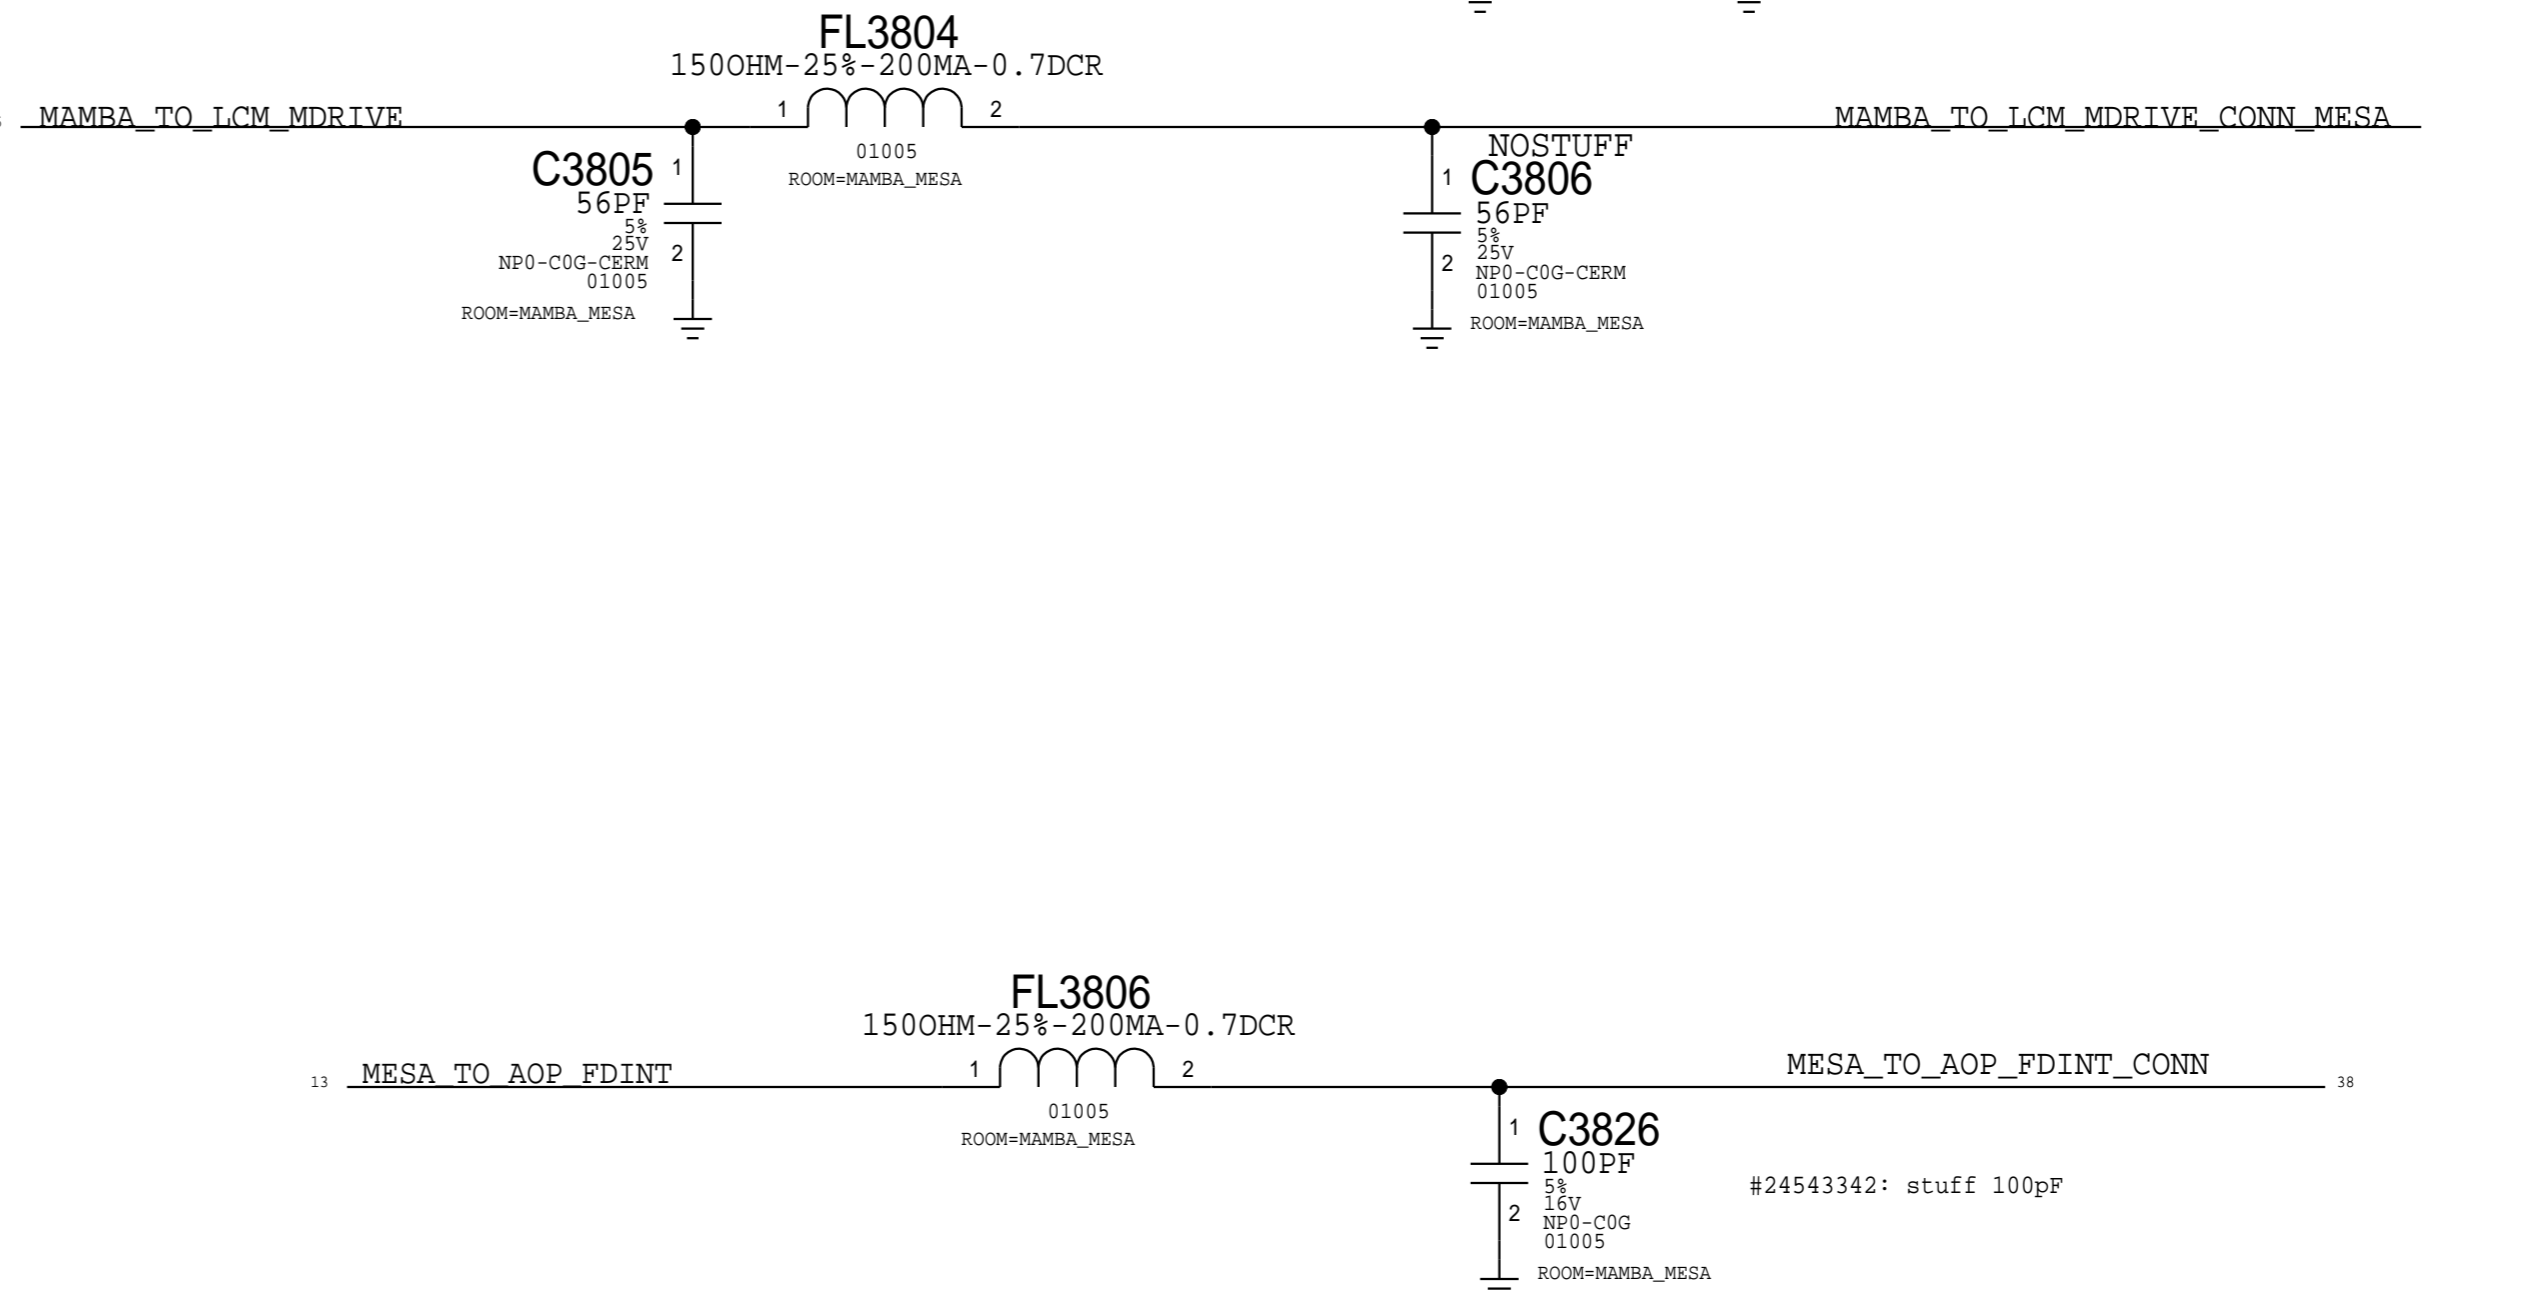 FL3804
150OHM-25%-200MA-0.7DCR
MAMBA_TO_LCM_MDRIVE
1
2
MAMBA_TO_LCM_MDRIVE_CONN_MESA
01005
ROOM=MAMBA_MESA
C3805
1
56PF
5%
25V
2
NP0-C0G-CERM
01005
ROOM=MAMBA_MESA
NOSTUFF
1
C3806
56PF
5%
25V
2
NP0-C0G-CERM
01005
ROOM=MAMBA_MESA
FL3806
150OHM-25%-200MA-0.7DCR
13
MESA_TO_AOP_FDINT
1
2
MESA_TO_AOP_FDINT_CONN
38
01005
ROOM=MAMBA_MESA
1
C3826
100PF
5%
16V
2
NP0-C0G
01005
ROOM=MAMBA_MESA
#24543342: stuff 100pF